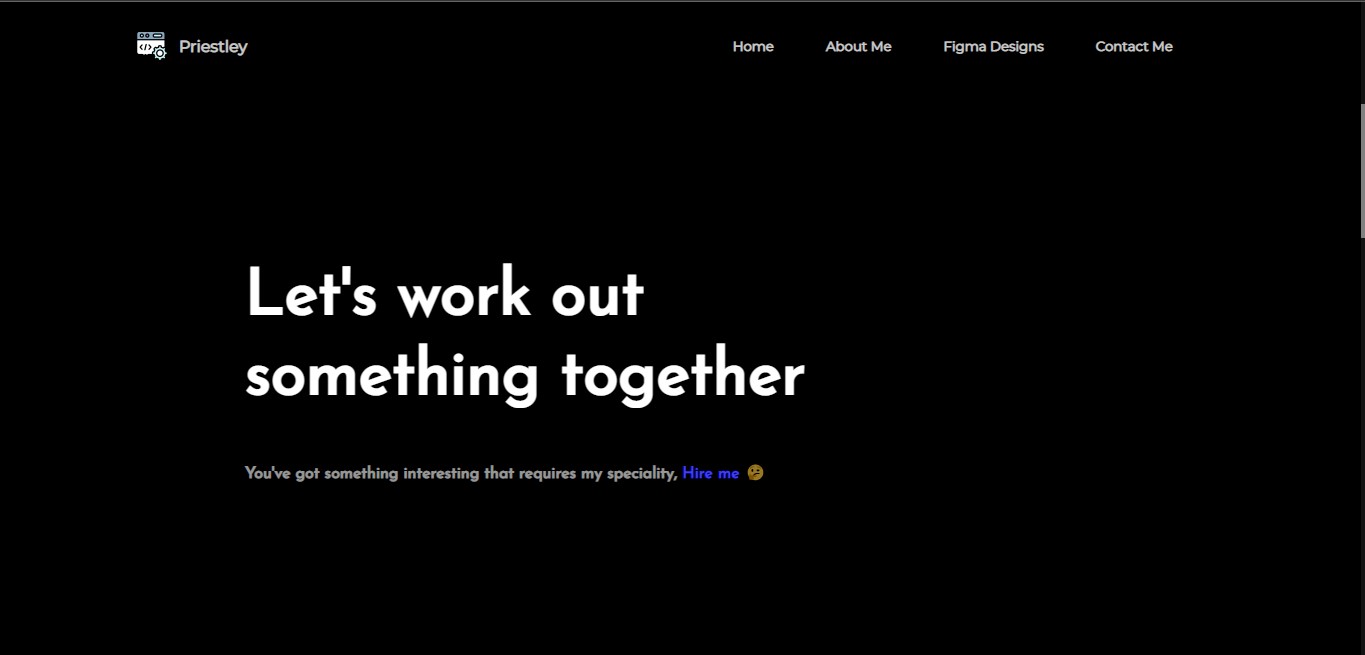 Priestley
Home
About Me
Figma Designs
Contact Me
Let's work out
something together
You've got something interesting that requires my speciality, Hire me 🤔